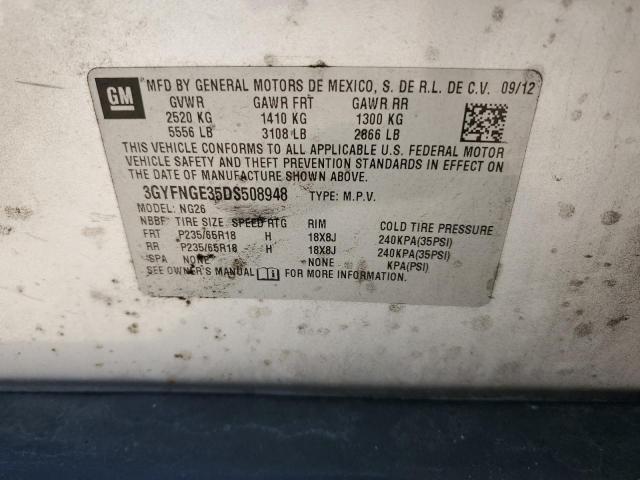 GM
MFD BY GENERAL MOTORS DE MEXICO, S. DE R.L. DE C.V. 09/12
GVWR GAWR FRT GAWR RR
2520 KG 1410 KG 1300 KG
5556 LB 3108 LB 2866 LB
THIS VEHICLE CONFORMS TO ALL APPLICABLE U.S. FEDERAL MOTOR
VEHICLE SAFETY AND THEFT PREVENTION STANDARDS IN EFFECT ON
THE DATE OF MANUFACTURE SHOWN ABOVE.
3GYFNGE35DS508948 TYPE: M.P.V.
MODEL: NG26
NBBF TIRE SIZE SPEED RTG RIM COLD TIRE PRESSURE
FRT P235/65R18 H 18X8J 240KPA(35PSI)
RR P235/65R18 H 18X8J 240KPA(35PSI)
SPA NONE NONE KPA(PSI)
SEE OWNER'S MANUAL FOR MORE INFORMATION.